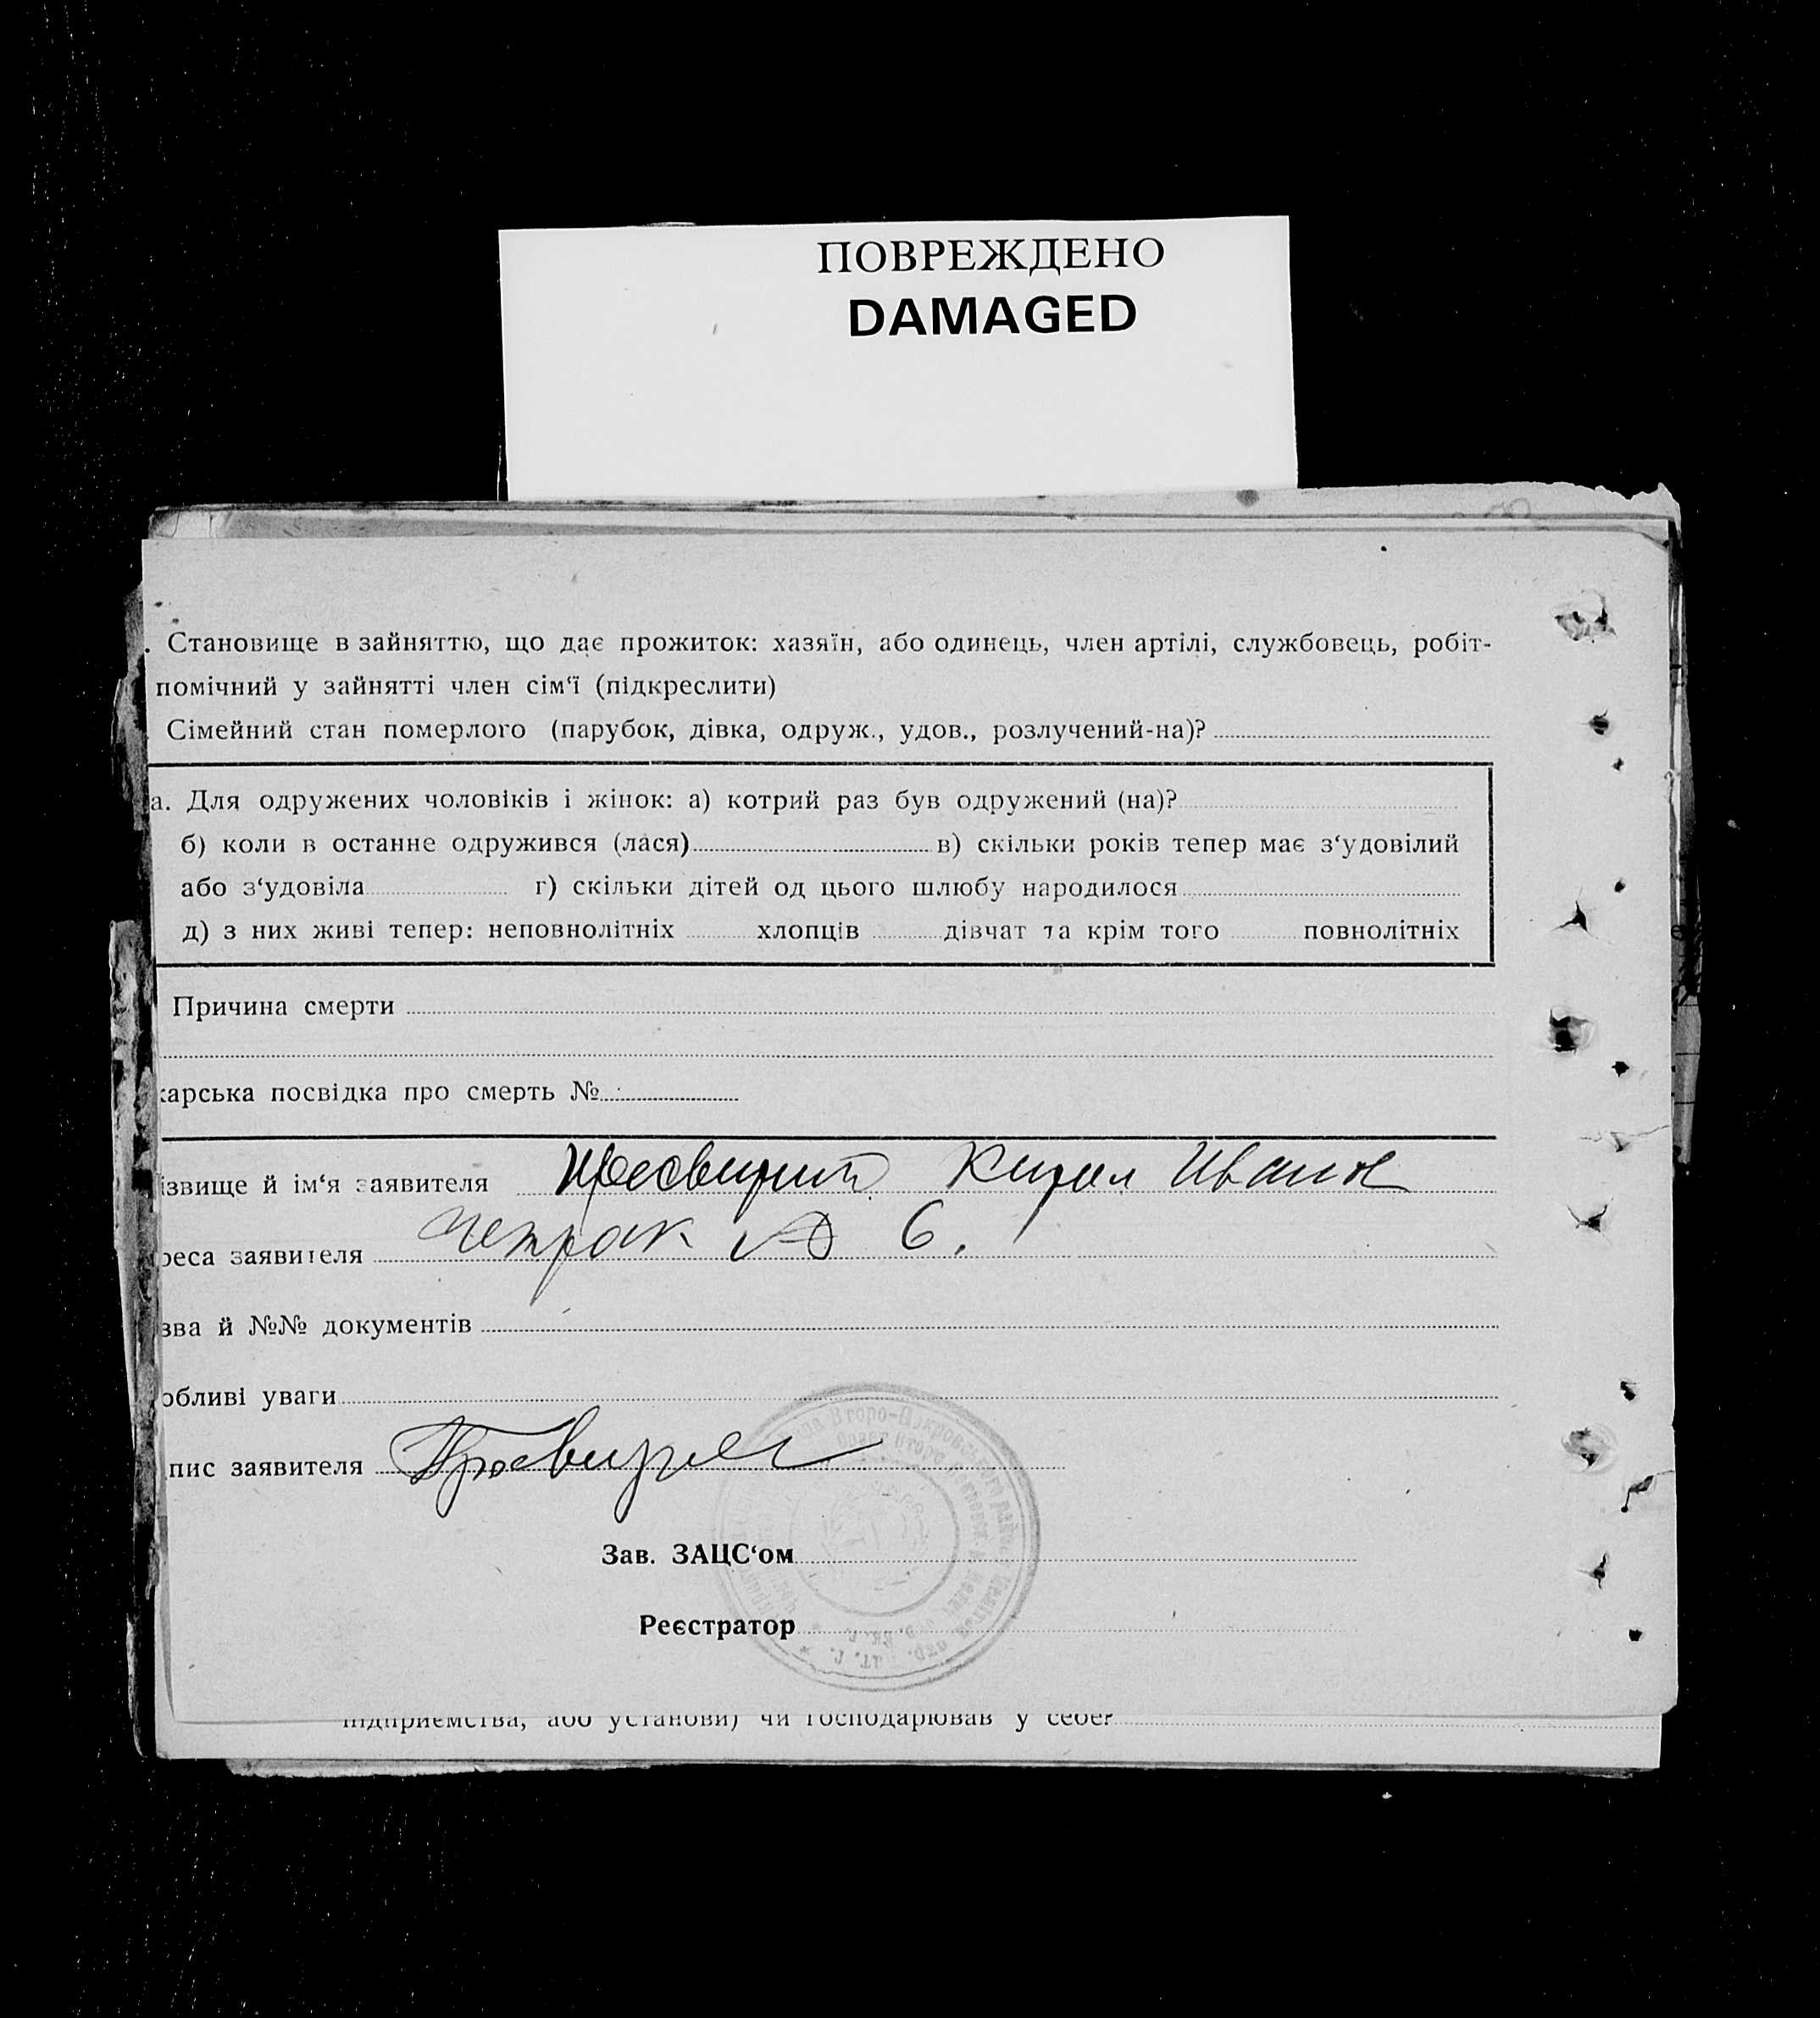 ПОВРЕЖДЕНО
DAMAGED
. Становище в зайняттю, що дає прожиток: хазяїн, або одинець, член артілі, службовець, робіт-
помічний у зайнятті член сім‘ї (підкреслити)
Сімейний стан померлого (парубок, дівка, одруж., удов., розлучений-на)?
а. Для одружених чоловіків і жінок: а) котрий раз був одружений (на)?
б) коли в останне одружився (лася) в) скільки років тепер має з‘удовілий
або з‘удовіла г) скільки дітей од цього шлюбу народилося
д) з них живі тепер: неповнолітніх хлопців дівчат та крім того повнолітніх
Причина смерти
карська посвідка про смерть №
ізвище й ім‘я заявителя Кирил Иванов
реса заявителя 6.
зва й №№ документів
обливі уваги
пис заявителя
Зав. ЗАЦС‘ом
Реєстратор
підприємства, або установи) чи господарював у себе?